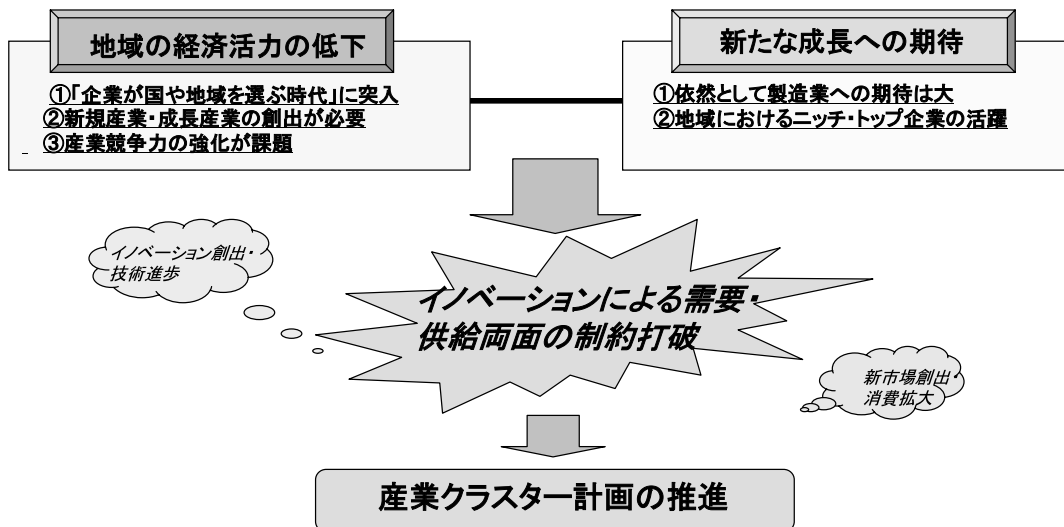 地域の経済活力の低下
①「企業が国や地域を選ぶ時代」に突入
②新規産業・成長産業の創出が必要
③産業競争力の強化が課題
新たな成長への期待
①依然として製造業への期待は大
②地域におけるニッチ・トップ企業の活躍
イノベーション創出・
技術進歩
イノベーションによる需要・
供給両面の制約打破
新市場創出・
消費拡大
産業クラスター計画の推進